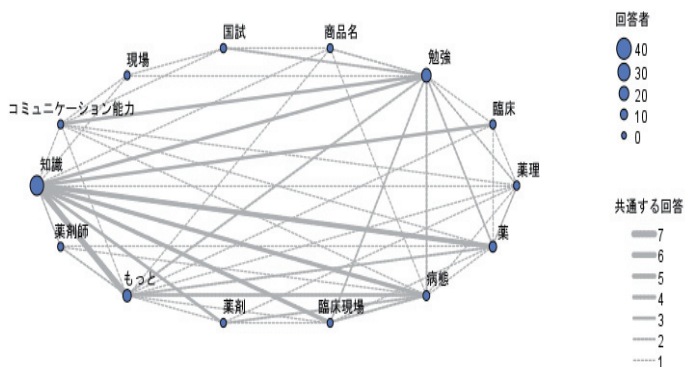 国試
商品名
現場
勉強
コミュニケーション能力
臨床
知識
薬理
薬剤師
薬
もっと
病態
薬剤
臨床現場
回答者
40
30
20
10
0
共通する回答
7
6
5
4
3
2
1